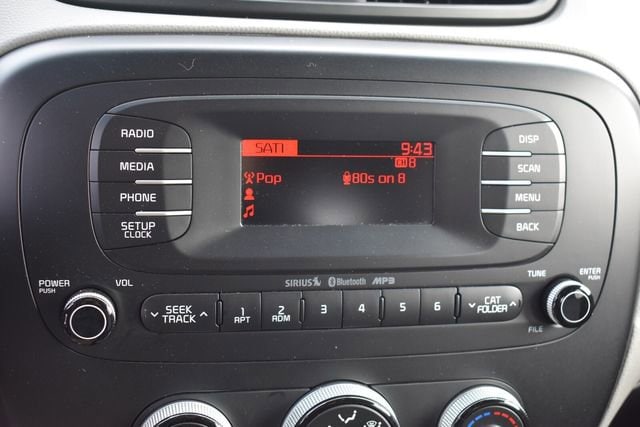 SAT1 9:43
CH 8
Pop 80s on 8
RADIO
MEDIA
PHONE
SETUP
CLOCK
DISP
SCAN
MENU
BACK
SIRIUS Bluetooth MP3
POWER
PUSH
VOL
TUNE
ENTER
PUSH
SEEK
TRACK
1
RPT
2
RDM
3
4
5
6
CAT
FOLDER
FILE